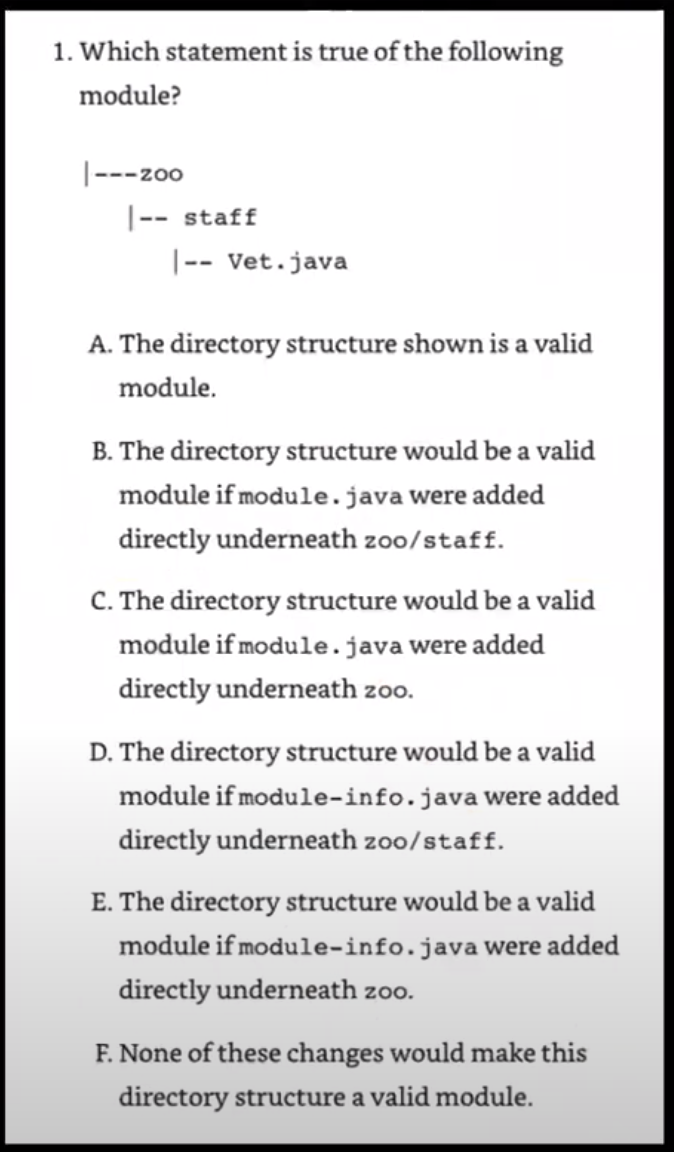 1. Which statement is true of the following
module?
|---zoo
|-- staff
|-- Vet.java
A. The directory structure shown is a valid
module.
B. The directory structure would be a valid
module if module.java were added
directly underneath zoo/staff.
C. The directory structure would be a valid
module if module.java were added
directly underneath zoo.
D. The directory structure would be a valid
module if module-info.java were added
directly underneath zoo/staff.
E. The directory structure would be a valid
module if module-info.java were added
directly underneath zoo.
F. None of these changes would make this
directory structure a valid module.